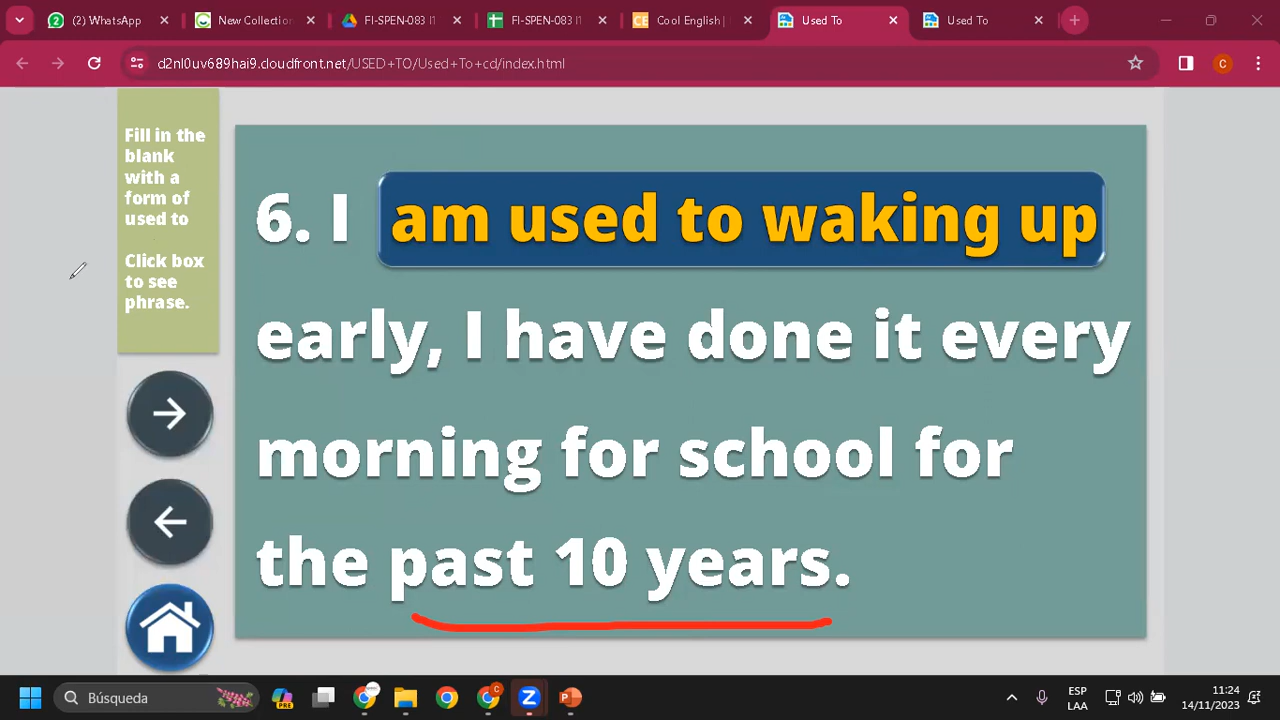 (2) WhatsApp
New Collection
FI-SPEN-083 I1
FI-SPEN-083 I1
Cool English |
Used To
Used To
d2nl0uv689hai9.cloudfront.net/USED+TO/Used+To+cd/index.html
C
Fill in the
blank
with a
form of
used to
Click box
to see
phrase.
6. I am used to waking up
early, I have done it every
morning for school for
the past 10 years.
Búsqueda
PRE
ESP
LAA
11:24
14/11/2023